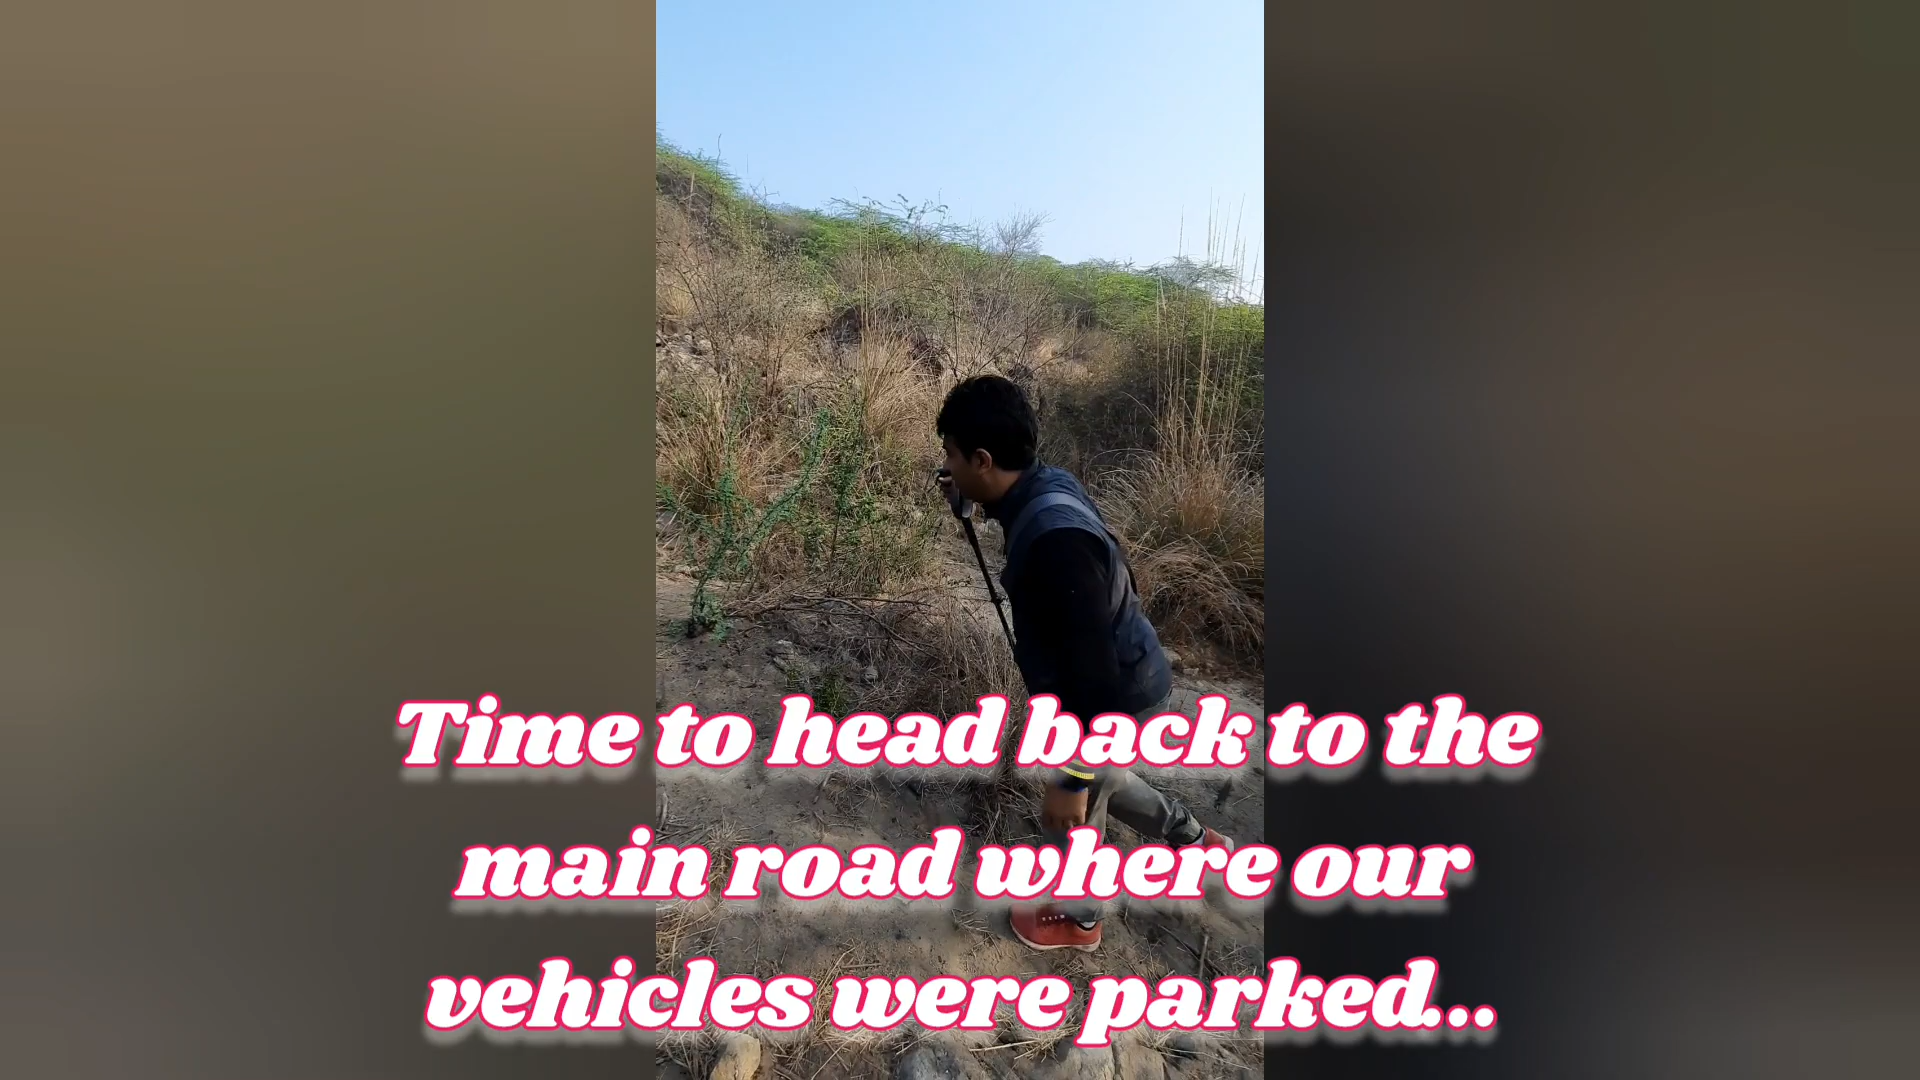 Time to head back to the
main road where our
vehicles were parked...